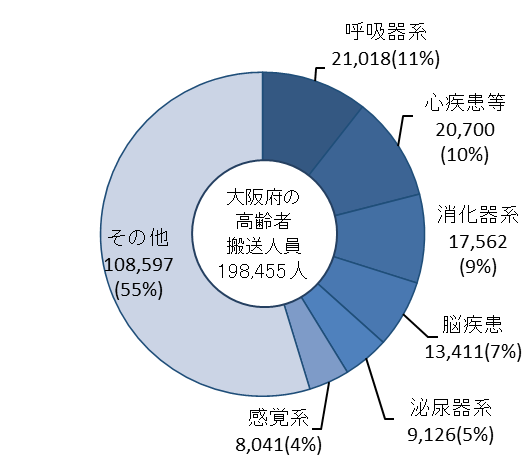 呼吸器系
21,018(11%)
心疾患等
20,700
(10%)
消化器系
17,562
(9%)
脳疾患
13,411(7%)
泌尿器系
9,126(5%)
感覚系
8,041(4%)
その他
108,597
(55%)
大阪府の
高齢者
搬送人員
198,455人